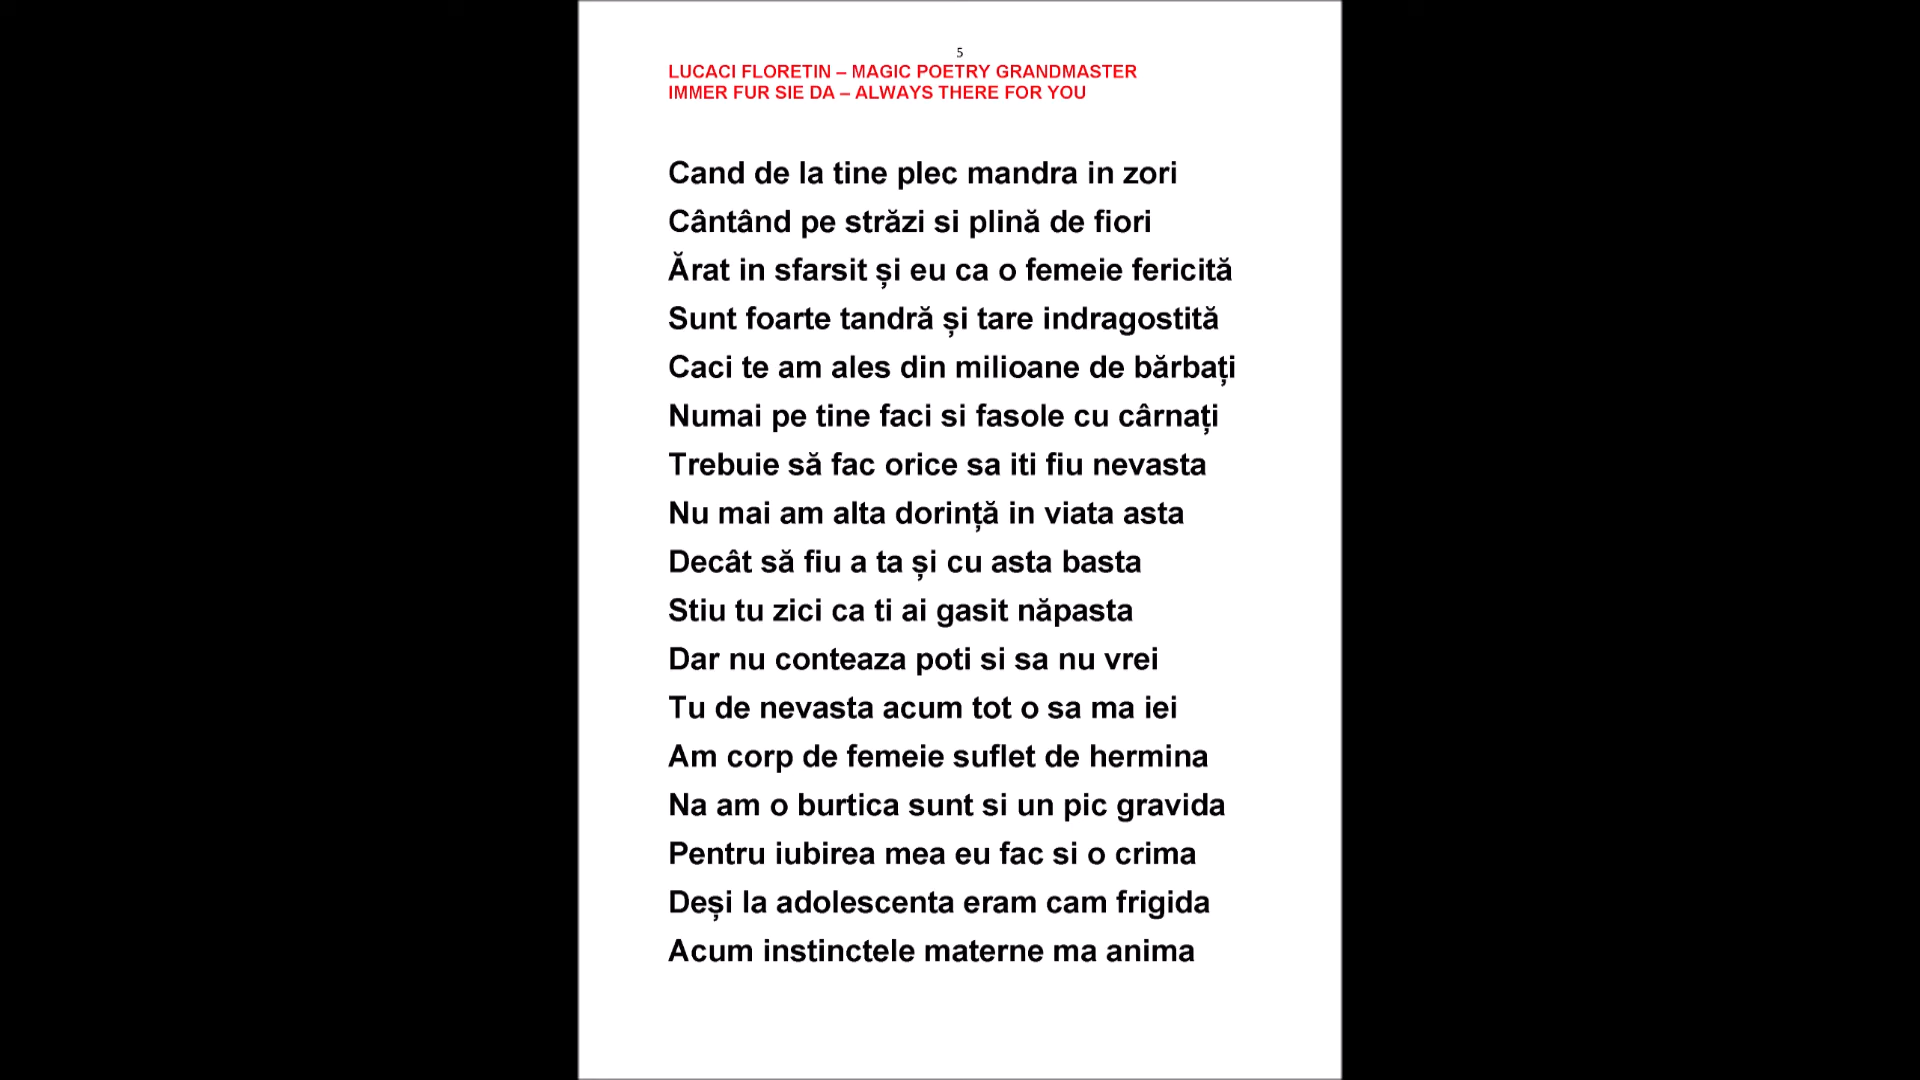 5
LUCACI FLORETIN – MAGIC POETRY GRANDMASTER
IMMER FUR SIE DA – ALWAYS THERE FOR YOU
Cand de la tine plec mandra in zori
Cântând pe străzi si plină de fiori
Ărat in sfarsit și eu ca o femeie fericită
Sunt foarte tandră și tare indragostită
Caci te am ales din milioane de bărbați
Numai pe tine faci si fasole cu cârnați
Trebuie să fac orice sa iti fiu nevasta
Nu mai am alta dorință in viata asta
Decât să fiu a ta și cu asta basta
Stiu tu zici ca ti ai gasit năpasta
Dar nu conteaza poti si sa nu vrei
Tu de nevasta acum tot o sa ma iei
Am corp de femeie suflet de hermina
Na am o burtica sunt si un pic gravida
Pentru iubirea mea eu fac si o crima
Deși la adolescenta eram cam frigida
Acum instinctele materne ma anima